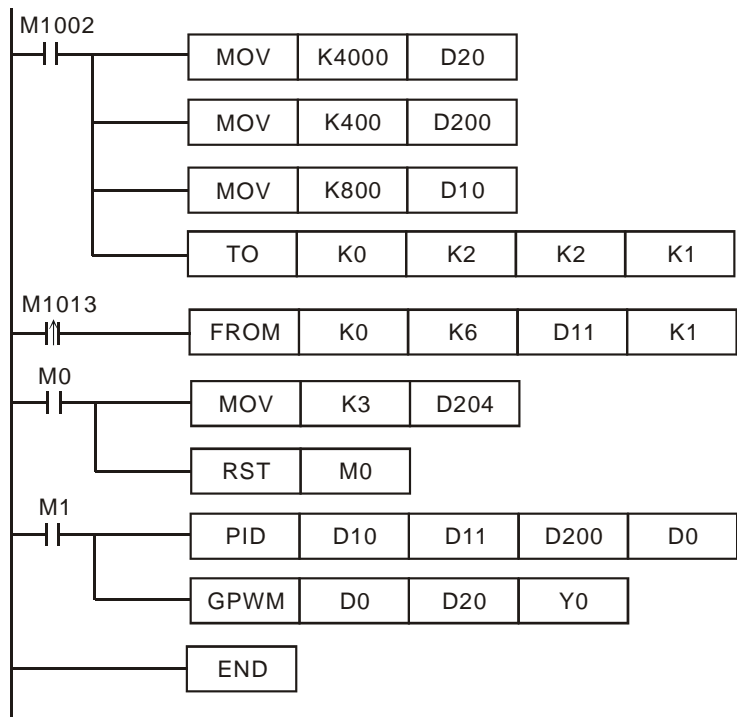 M1002
MOV K4000 D20
MOV K400 D200
MOV K800 D10
TO K0 K2 K2 K1
M1013
FROM K0 K6 D11 K1
M0
MOV K3 D204
RST M0
M1
PID D10 D11 D200 D0
GPWM D0 D20 Y0
END